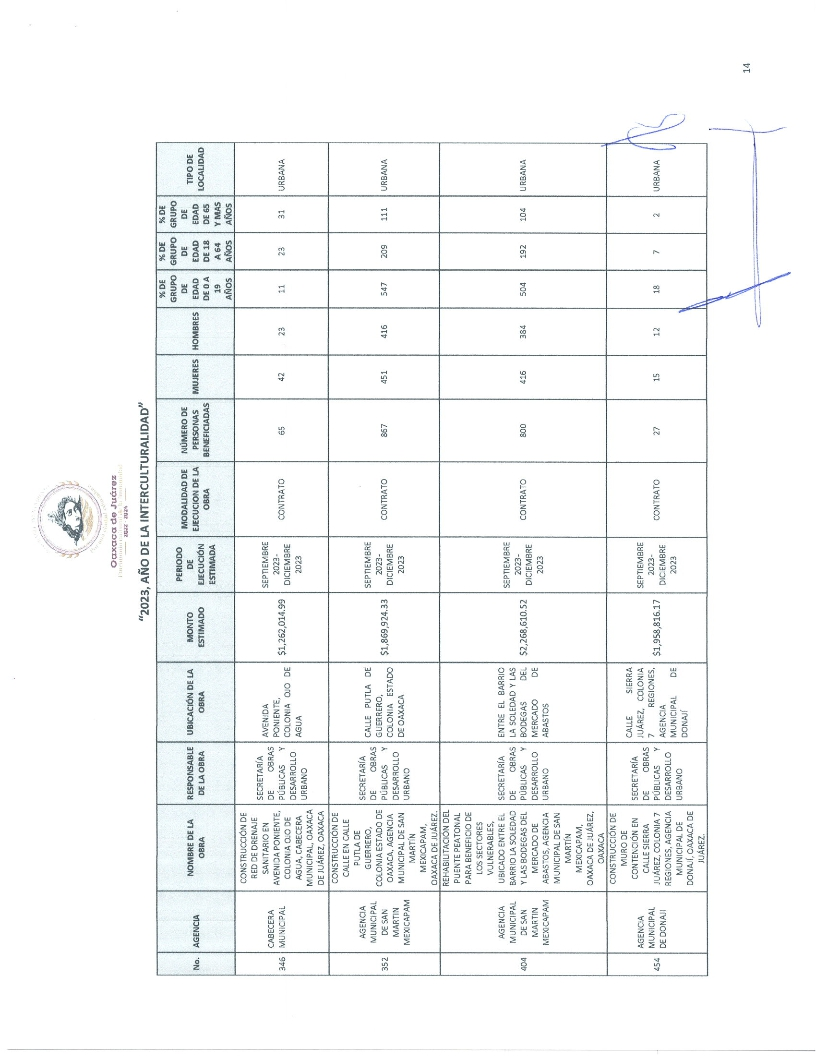 14
Oaxaca de Juárez
2022 2024
"2023, AÑO DE LA INTERCULTURALIDAD"
No.
AGENCIA
NOMBRE DE LA
OBRA
RESPONSABLE
DE LA OBRA
UBICACIÓN DE LA
OBRA
MONTO
ESTIMADO
PERIODO
DE
EJECUCIÓN
ESTIMADA
MODALIDAD DE
EJECUCION DE LA
OBRA
NÚMERO DE
PERSONAS
BENEFICIADAS
MUJERES
HOMBRES
% DE
GRUPO
DE
EDAD
DE 0 A
19
AÑOS
% DE
GRUPO
DE
EDAD
DE 18
A 64
AÑOS
% DE
GRUPO
DE
EDAD
DE 65
Y MAS
AÑOS
TIPO DE
LOCALIDAD
346
CABECERA
MUNICIPAL
CONSTRUCCIÓN DE
RED DE DRENAJE
SANITARIO EN
AVENIDA PONIENTE,
COLONIA OJO DE
AGUA, CABECERA
MUNICIPAL, OAXACA
DE JUÁREZ, OAXACA
SECRETARÍA
DE OBRAS
PÚBLICAS Y
DESARROLLO
URBANO
AVENIDA
PONIENTE,
COLONIA OJO DE
AGUA
$1,262,014.99
SEPTIEMBRE
2023-
DICIEMBRE
2023
CONTRATO
65
42
23
11
23
31
URBANA
352
AGENCIA
MUNICIPAL
DE SAN
MARTIN
MEXICAPAM
CONSTRUCCION DE
CALLE EN CALLE
PUTLA DE
GUERRERO,
COLONIA ESTADO DE
OAXACA, AGENCIA
MUNICIPAL DE SAN
MARTÍN
MEXICAPAM,
OAXACA DE JUÁREZ.
SECRETARÍA
DE OBRAS
PÚBLICAS Y
DESARROLLO
URBANO
CALLE PUTLA DE
GUERRERO,
COLONIA ESTADO
DE OAXACA
$1,869,924.33
SEPTIEMBRE
2023-
DICIEMBRE
2023
CONTRATO
867
451
416
547
209
111
URBANA
404
AGENCIA
MUNICIPAL
DE SAN
MARTIN
MEXICAPAM
REHABILITACIÓN DEL
PUENTE PEATONAL
PARA BENEFICIO DE
LOS SECTORES
VULNERABLES,
UBICADO ENTRE EL
BARRIO LA SOLEDAD
Y LAS BODEGAS DEL
MERCADO DE
ABASTOS, AGENCIA
MUNICIPAL DE SAN
MARTÍN
MEXICAPAM,
OAXACA DE JUÁREZ,
OAXACA
SECRETARÍA
DE OBRAS
PÚBLICAS Y
DESARROLLO
URBANO
ENTRE EL BARRIO
LA SOLEDAD Y LAS
BODEGAS DEL
MERCADO DE
ABASTOS
$2,268,610.52
SEPTIEMBRE
2023-
DICIEMBRE
2023
CONTRATO
800
416
384
504
192
104
URBANA
454
AGENCIA
MUNICIPAL
DE DONAJI
CONSTRUCCIÓN DE
MURO DE
CONTENCIÓN EN
CALLE SIERRA
JUÁREZ, COLONIA 7
REGIONES, AGENCIA
MUNICIPAL DE
DONAJÍ, OAXACA DE
JUÁREZ.
SECRETARÍA
DE OBRAS
PÚBLICAS Y
DESARROLLO
URBANO
CALLE SIERRA
JUÁREZ, COLONIA
7 REGIONES,
AGENCIA
MUNICIPAL DE
DONAJÍ
$1,958,816.17
SEPTIEMBRE
2023-
DICIEMBRE
2023
CONTRATO
27
15
12
18
7
2
URBANA